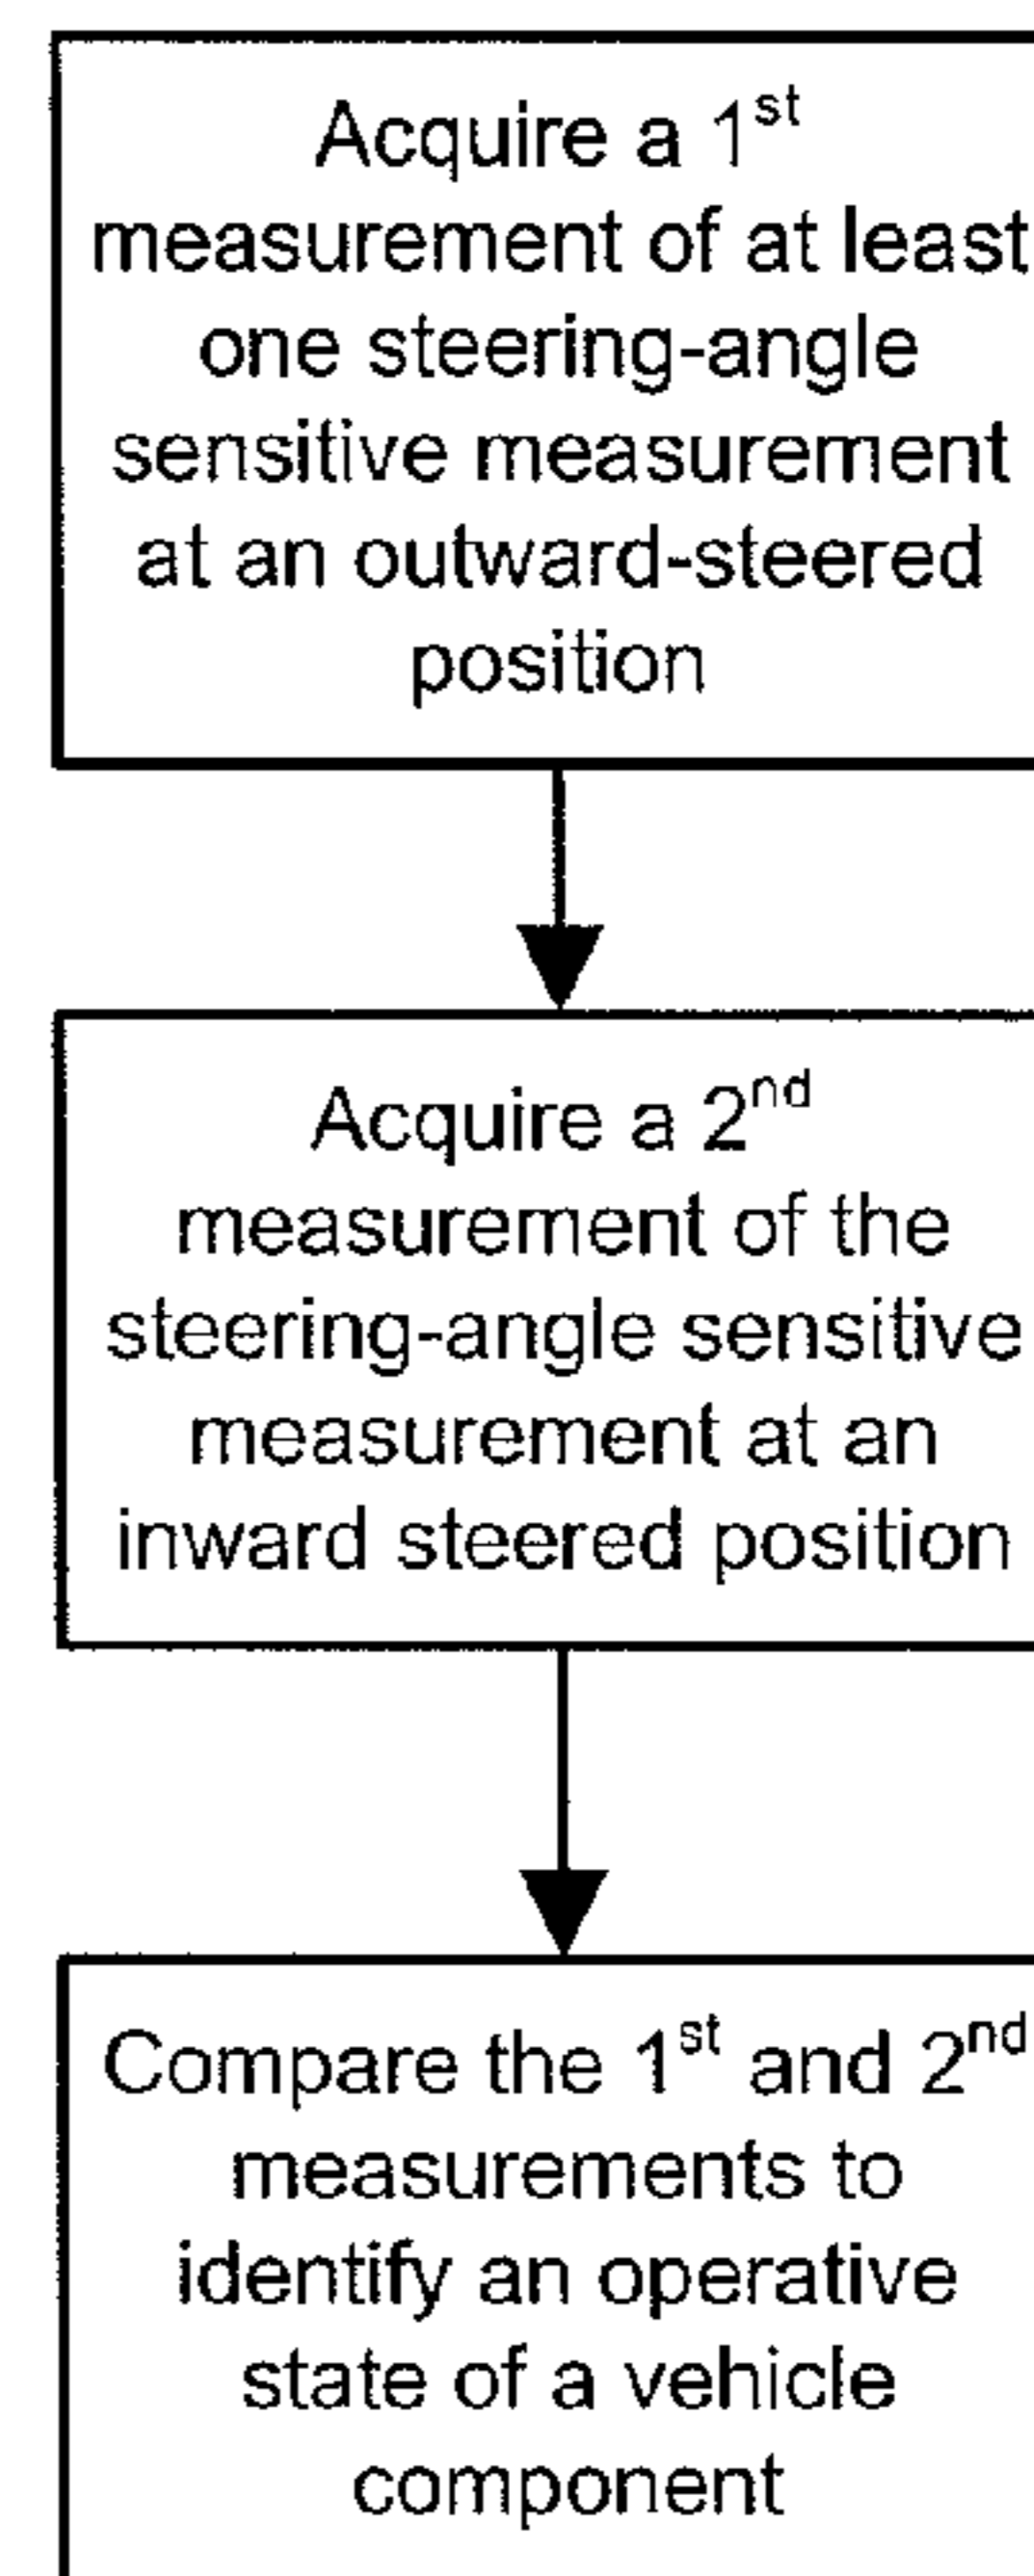 Acquire a 1st
measurement of at least
one steering-angle
sensitive measurement
at an outward-steered
position
Acquire a 2nd
measurement of the
steering-angle sensitive
measurement at an
inward steered position
Compare the 1st and 2nd
measurements to
identify an operative
state of a vehicle
component